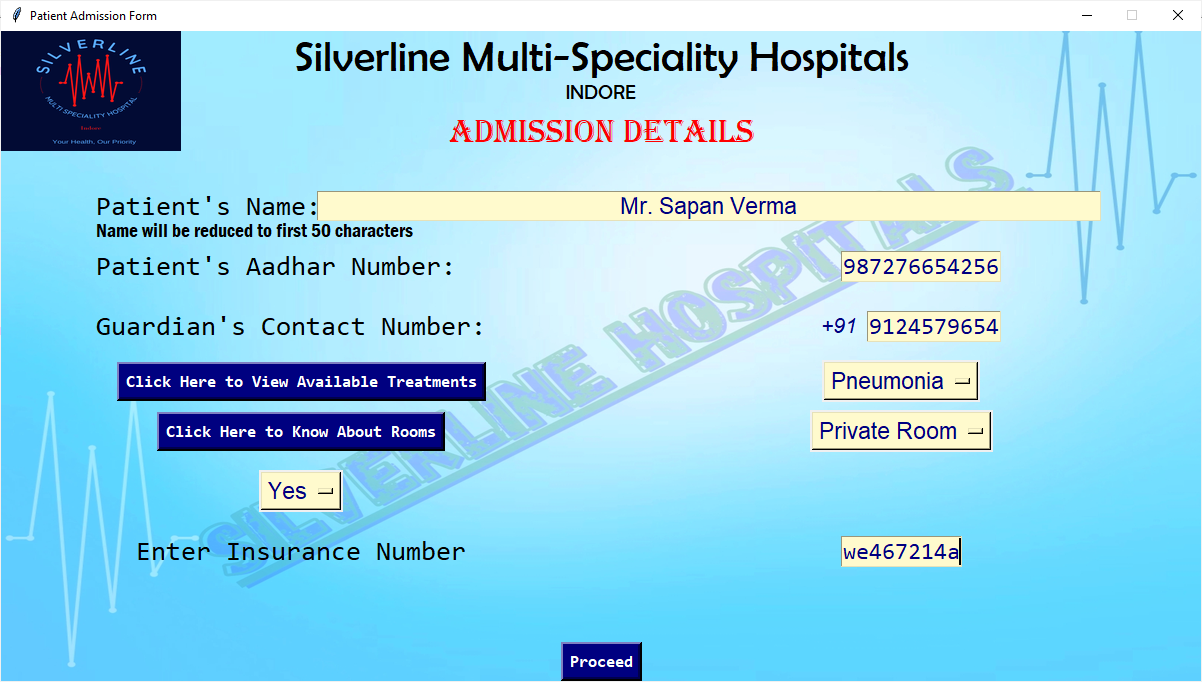 Patient Admission Form
SILVERLINE
MULTI SPECIALITY HOSPITAL
Indore
Your Health, Our Priority
Silverline Multi-Speciality Hospitals
INDORE
ADMISSION DETAILS
Patient's Name: Mr. Sapan Verma
Name will be reduced to first 50 characters
Patient's Aadhar Number: 987276654256
Guardian's Contact Number: +91 9124579654
Click Here to View Available Treatments Pneumonia
Click Here to Know About Rooms Private Room
Yes
Enter Insurance Number we467214a
Proceed
SILVERLINE HOSPITALS